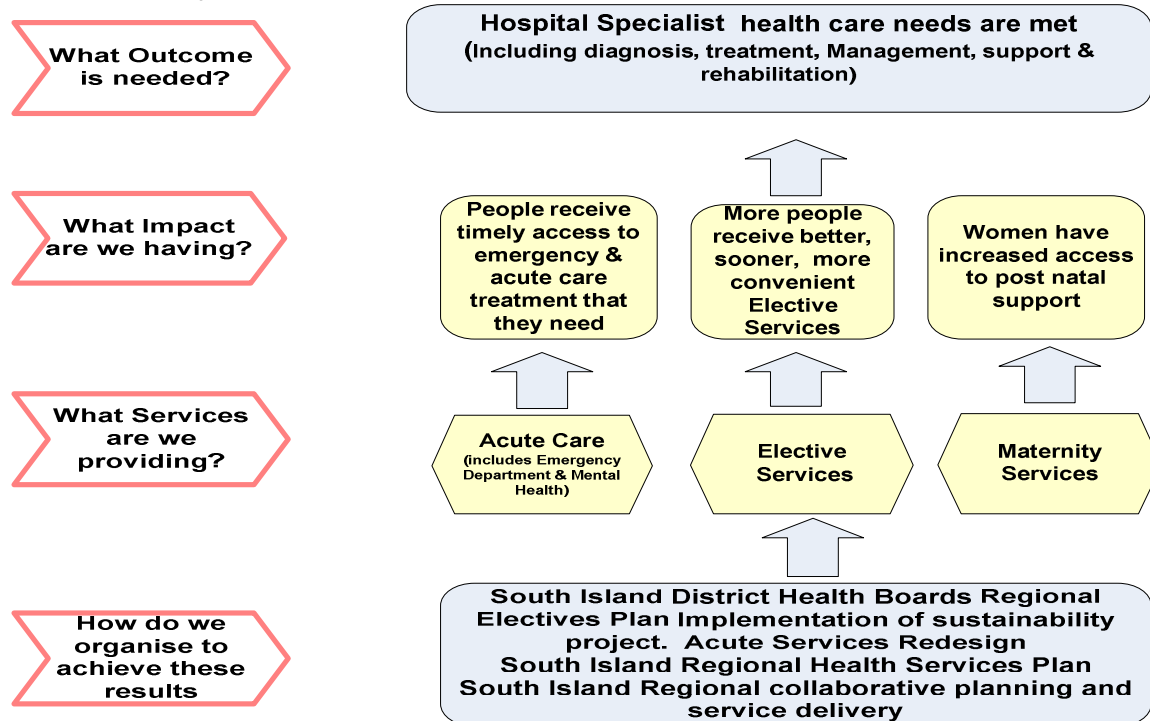 What Outcome
is needed?
Hospital Specialist health care needs are met
(Including diagnosis, treatment, Management, support &
rehabilitation)
What Impact
are we having?
People receive
timely access to
emergency &
acute care
treatment that
they need
More people
receive better,
sooner, more
convenient
Elective
Services
Women have
increased access
to post natal
support
What Services
are we
providing?
Acute Care
(includes Emergency
Department & Mental
Health)
Elective
Services
Maternity
Services
How do we
organise to
achieve these
results
South Island District Health Boards Regional
Electives Plan Implementation of sustainability
project. Acute Services Redesign
South Island Regional Health Services Plan
South Island Regional collaborative planning and
service delivery